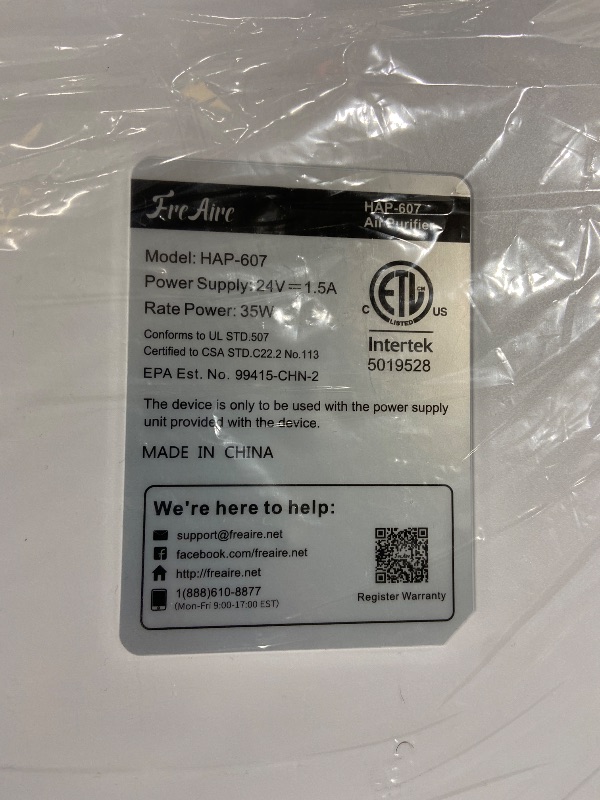 FreAire
HAP-607
Air Purifier
Model: HAP-607
Power Supply: 24V⎓1.5A
Rate Power: 35W
Conforms to UL STD.507
Certified to CSA STD.C22.2 No.113
EPA Est. No. 99415-CHN-2
ETL CM
LISTED
C US
Intertek
5019528
The device is only to be used with the power supply
unit provided with the device.
MADE IN CHINA
We're here to help:
support@freaire.net
facebook.com/freaire.net
http://freaire.net
1(888)610-8877
(Mon-Fri 9:00-17:00 EST)
Register Warranty